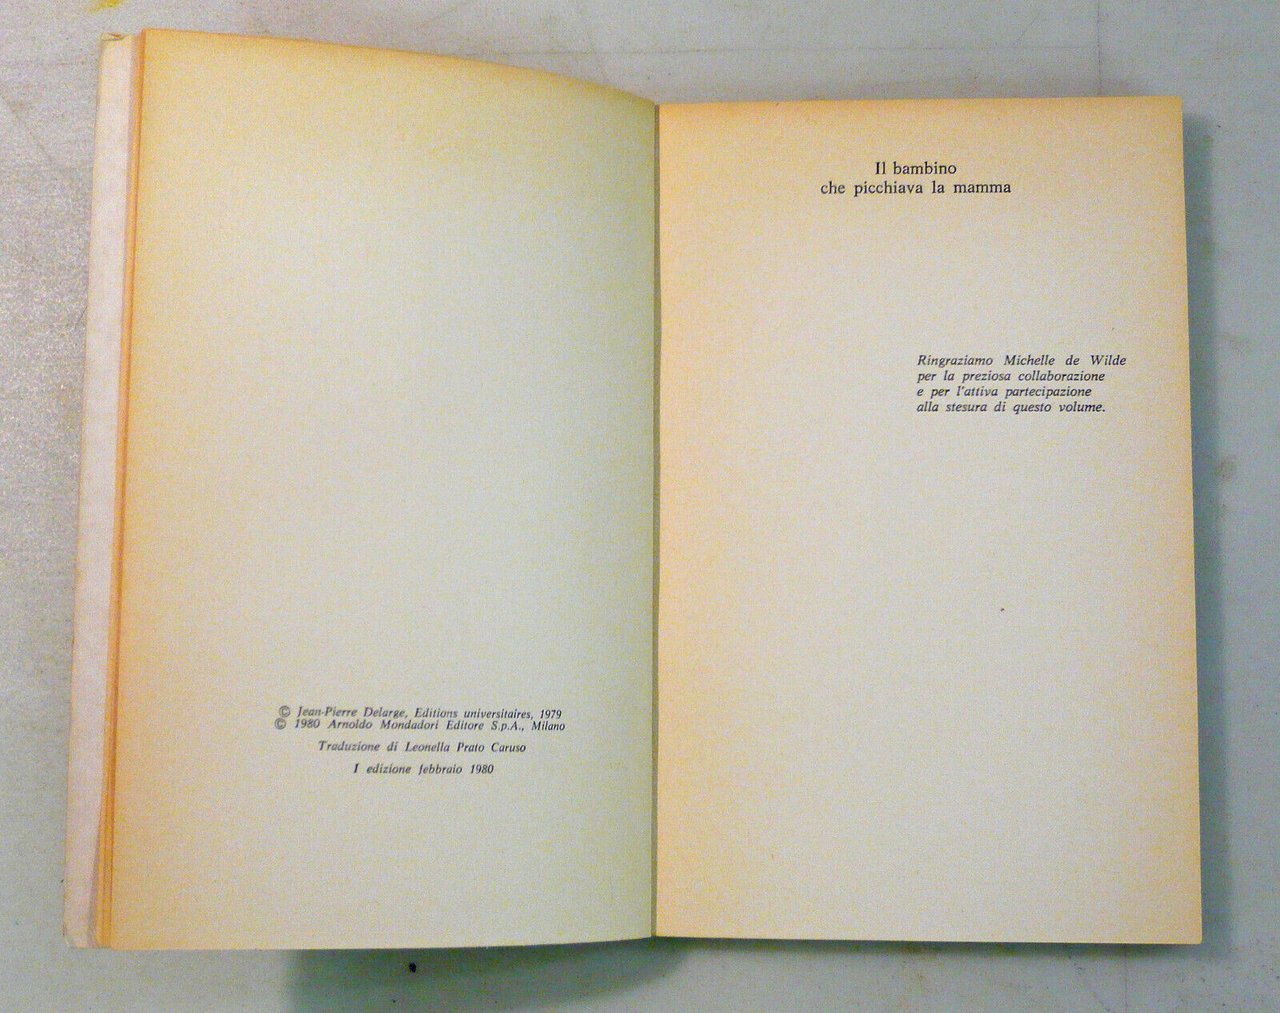 © Jean-Pierre Delarge, Editions universitaires, 1979
© 1980 Arnoldo Mondadori Editore S.p.A., Milano
Traduzione di Leonella Prato Caruso
I edizione febbraio 1980
Il bambino
che picchiava la mamma
Ringraziamo Michelle de Wilde
per la preziosa collaborazione
e per l'attiva partecipazione
alla stesura di questo volume.